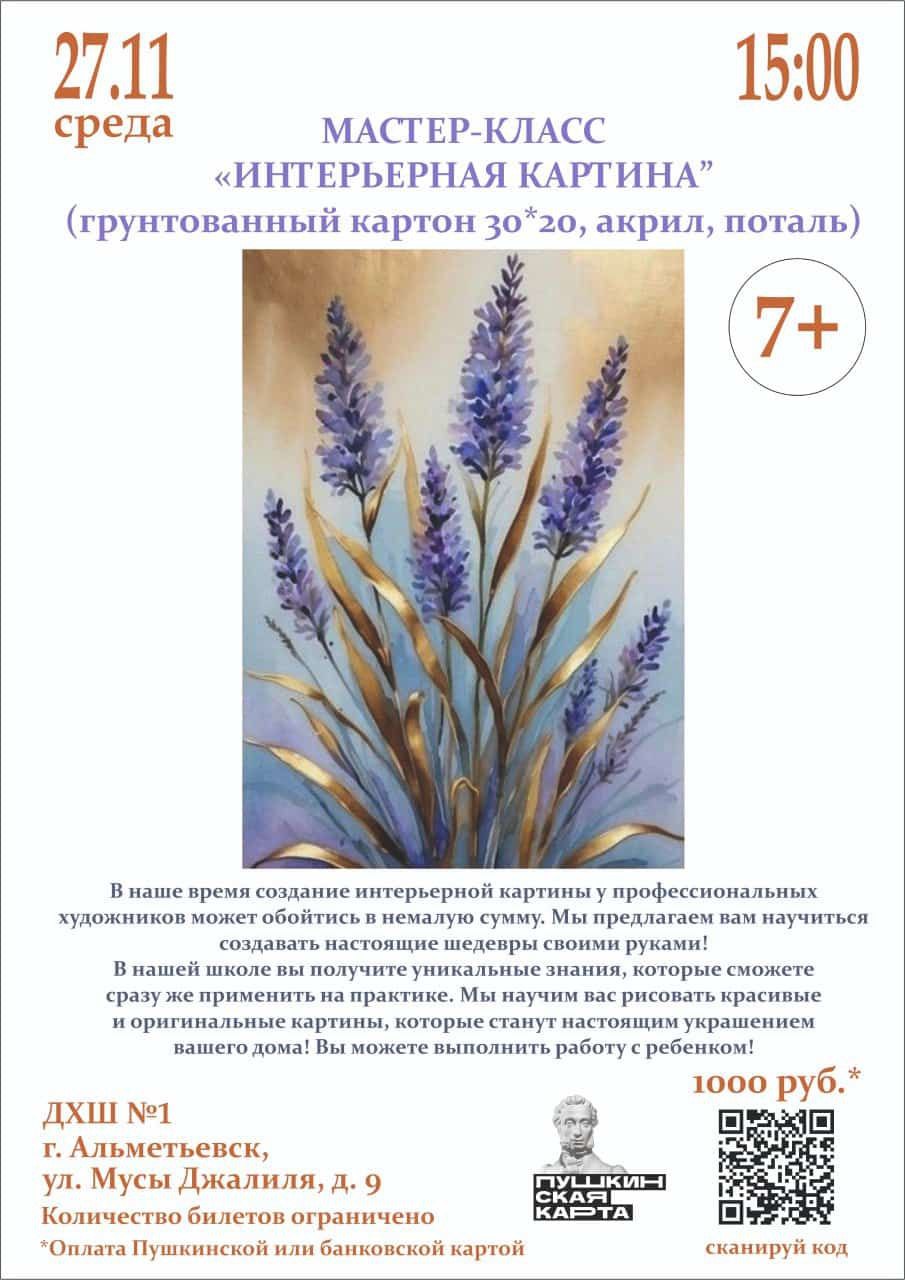 27.11
среда
15:00
МАСТЕР-КЛАСС
«ИНТЕРЬЕРНАЯ КАРТИНА”
(грунтованный картон 30*20, акрил, поталь)
7+
В наше время создание интерьерной картины у профессиональных
художников может обойтись в немалую сумму. Мы предлагаем вам научиться
создавать настоящие шедевры своими руками!
В нашей школе вы получите уникальные знания, которые сможете
сразу же применить на практике. Мы научим вас рисовать красивые
и оригинальные картины, которые станут настоящим украшением
вашего дома! Вы можете выполнить работу с ребенком!
1000 руб.*
ДХШ №1
г. Альметьевск,
ул. Мусы Джалиля, д. 9
Количество билетов ограничено
*Оплата Пушкинской или банковской картой
ПУШКИН
СКАЯ
КАРТА
сканируй код